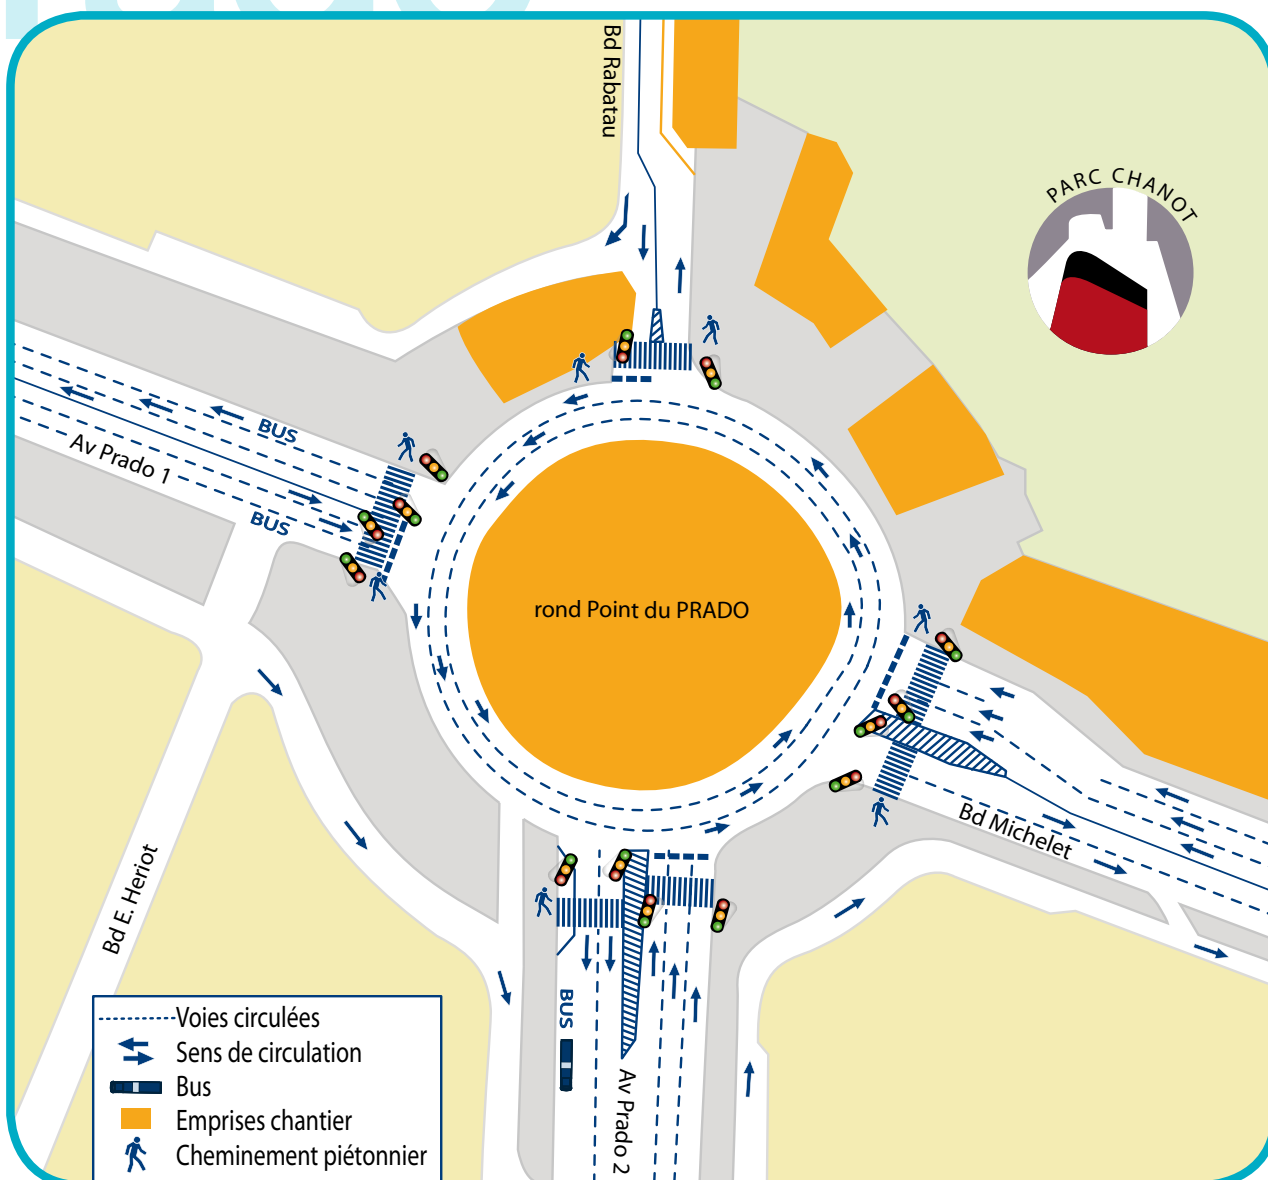 Prado
Bd Rabatau
PARC CHANOT
BUS
Av Prado 1
BUS
rond Point du PRADO
Bd Michelet
Bd E. Heriot
BUS
Av Prado 2
Voies circulées
Sens de circulation
Bus
Emprises chantier
Cheminement piétonnier